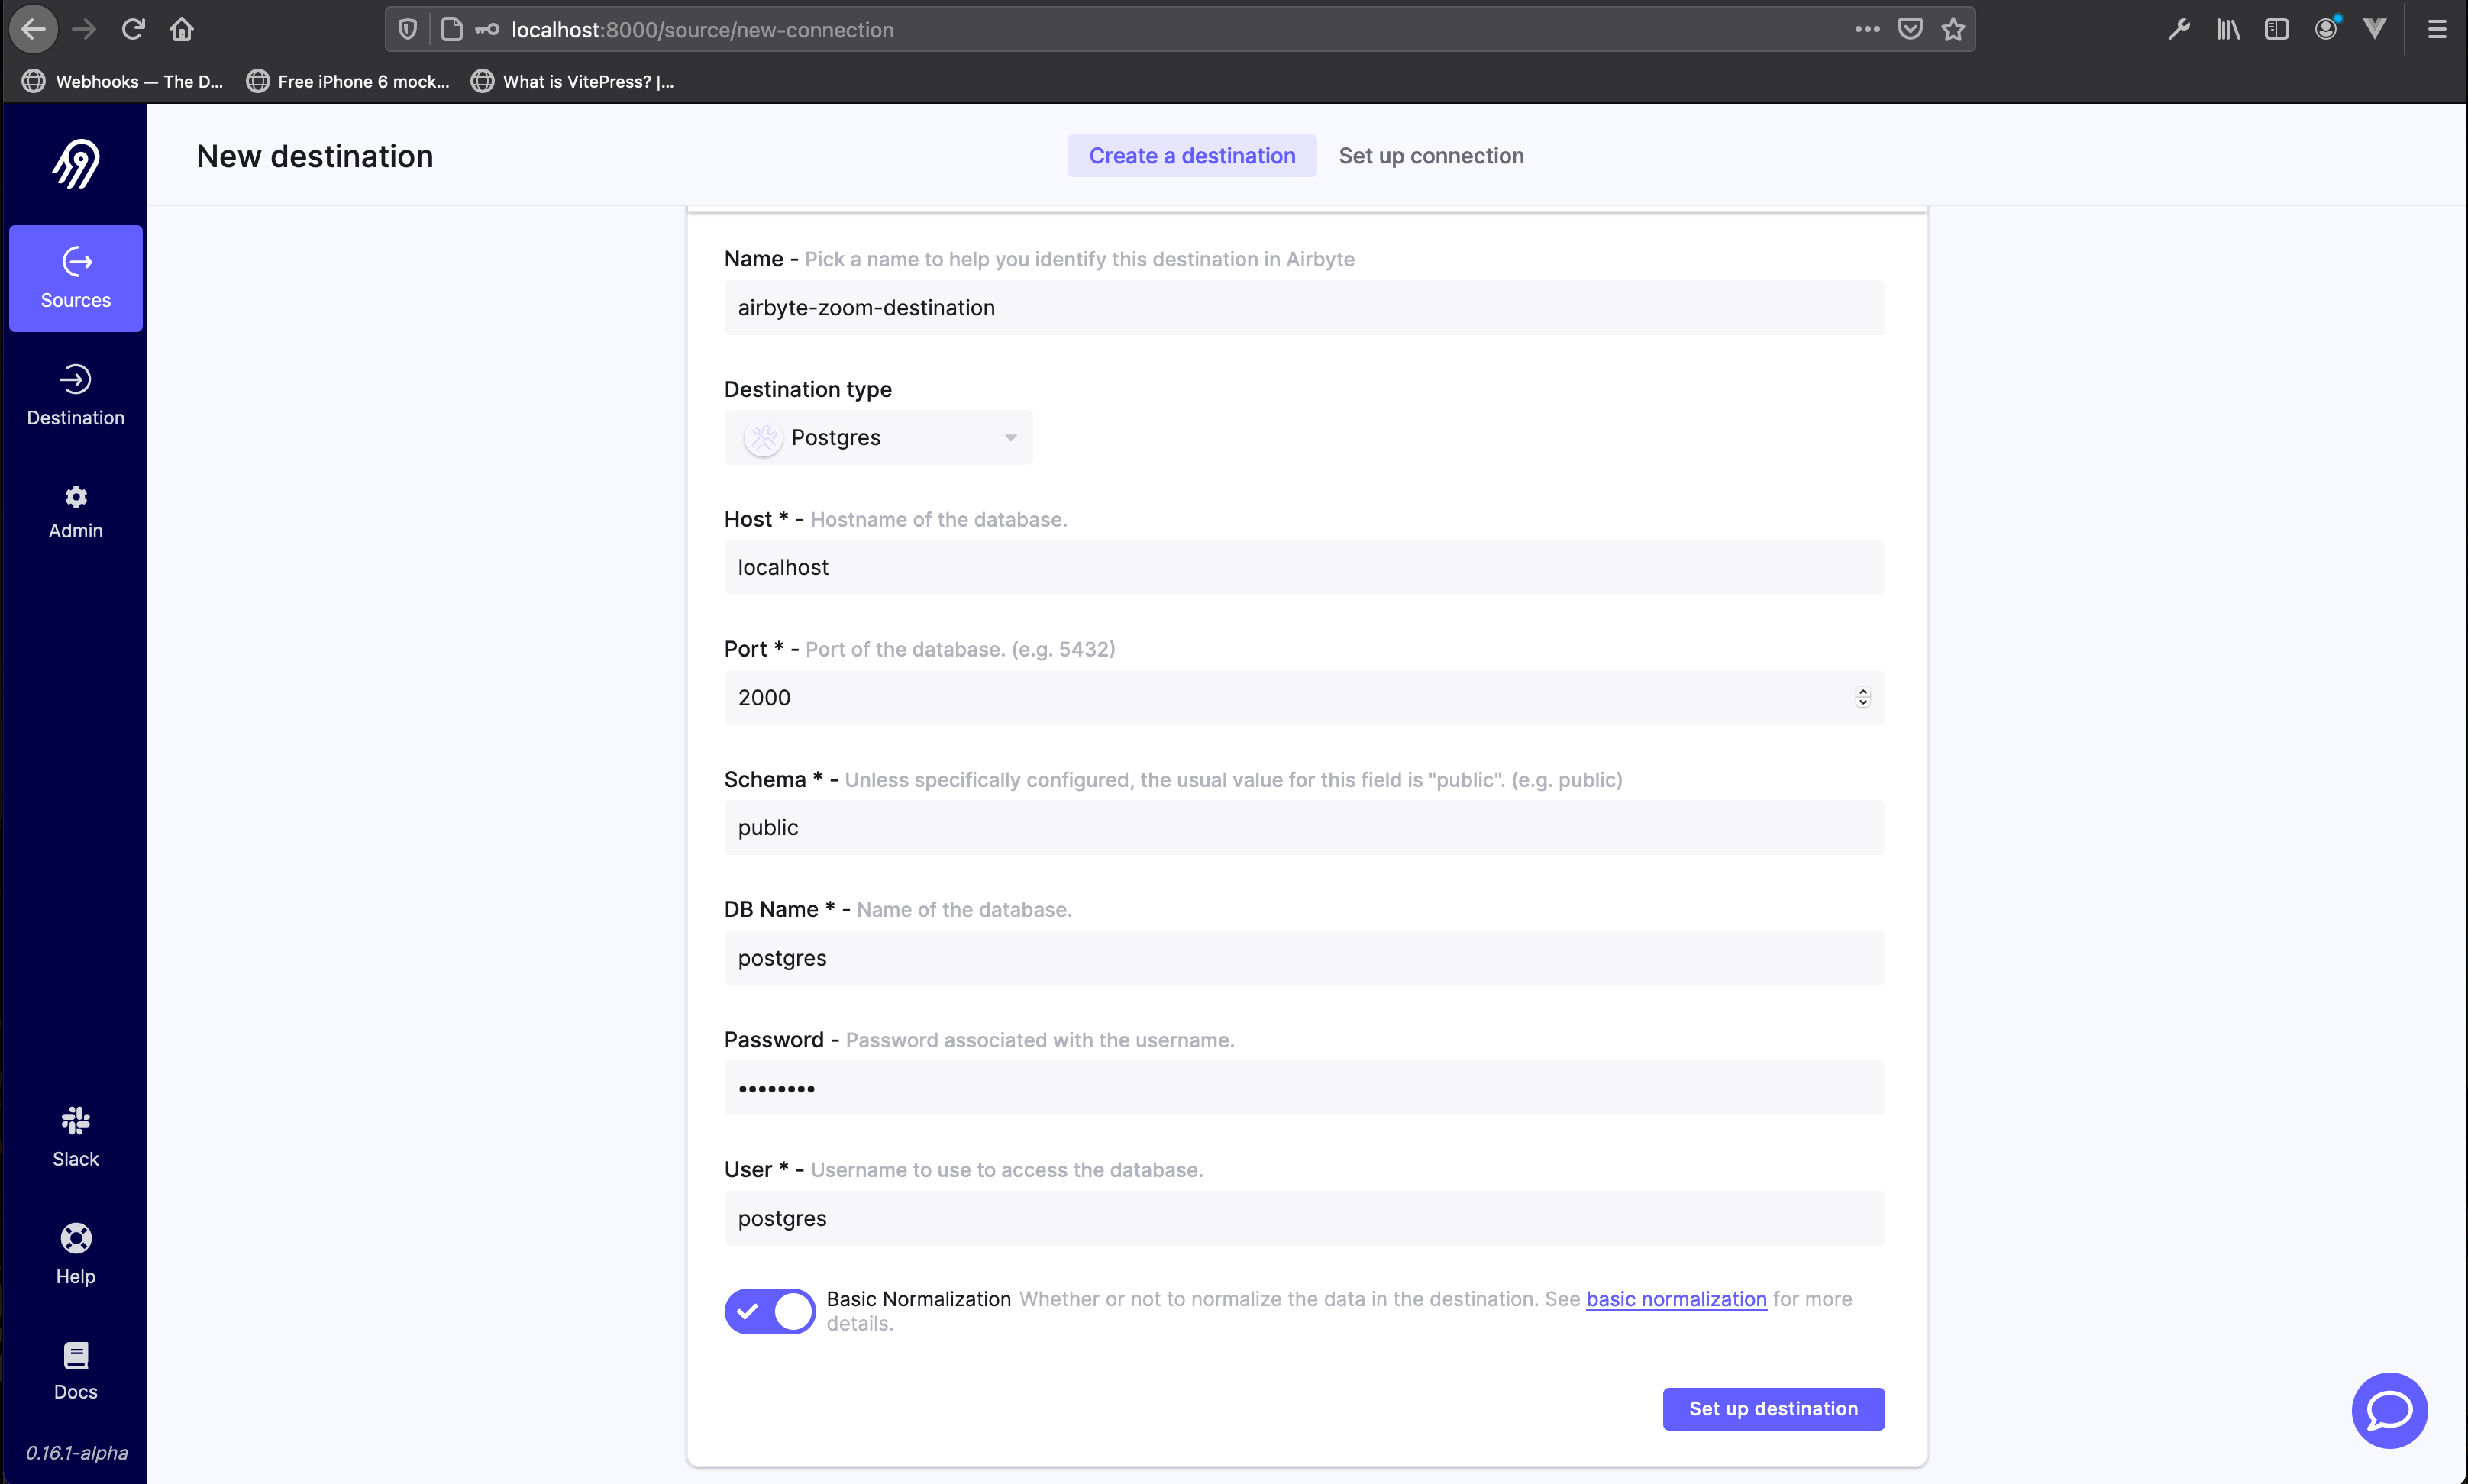 localhost:8000/source/new-connection
Webhooks — The D...
Free iPhone 6 mock...
What is VitePress? |...
New destination
Create a destination
Set up connection
Sources
Destination
Admin
Slack
Help
Docs
0.16.1-alpha
Name - Pick a name to help you identify this destination in Airbyte
airbyte-zoom-destination
Destination type
Postgres
Host * - Hostname of the database.
localhost
Port * - Port of the database. (e.g. 5432)
2000
Schema * - Unless specifically configured, the usual value for this field is "public". (e.g. public)
public
DB Name * - Name of the database.
postgres
Password - Password associated with the username.
••••••••
User * - Username to use to access the database.
postgres
Basic Normalization Whether or not to normalize the data in the destination. See basic normalization for more
details.
Set up destination